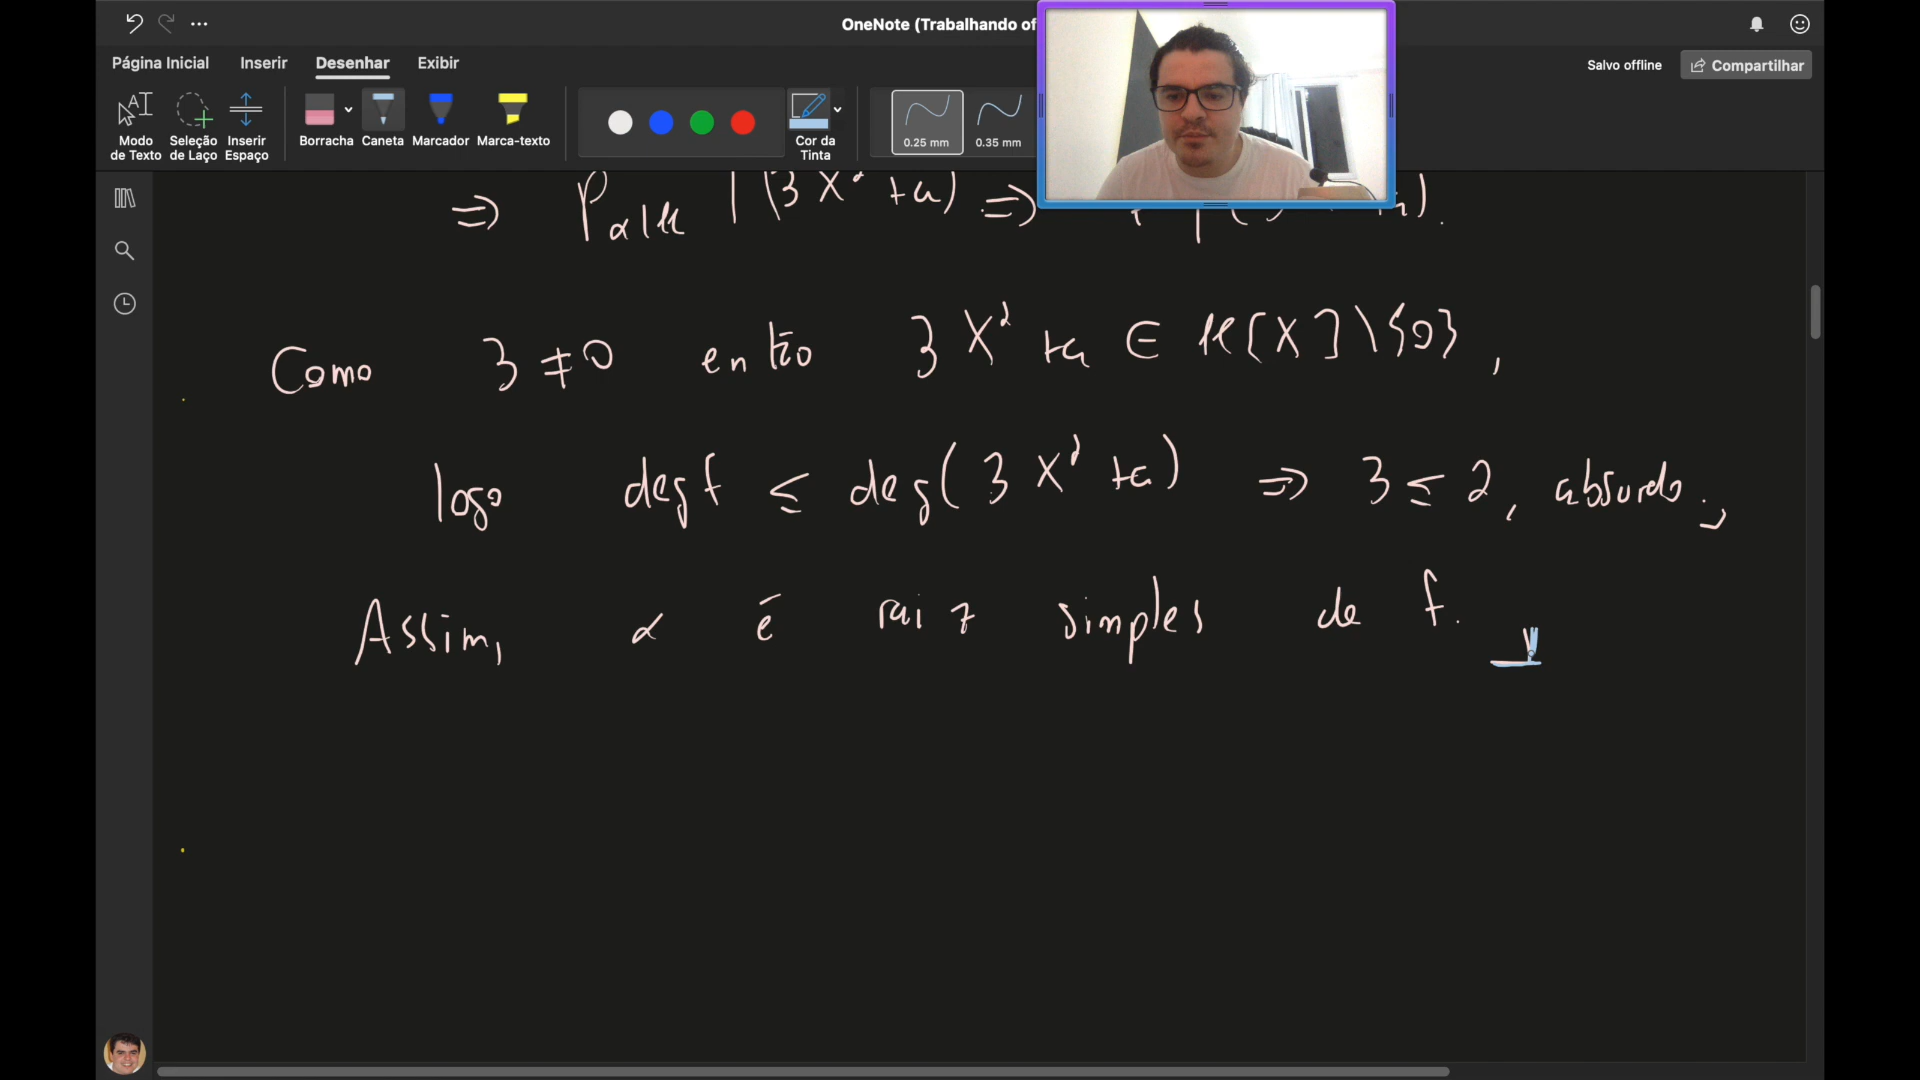 OneNote (Trabalhando of
Página Inicial Inserir Desenhar Exibir
Salvo offline Compartilhar
Modo de Texto Seleção de Laço Inserir Espaço Borracha Caneta Marcador Marca-texto Cor da Tinta 0.25 mm 0.35 mm
⇒ P_{α|K} | (3X² + a) ⇒
Como 3 ≠ 0 então 3X² + a ∈ K[X]\{0},
logo deg f ≤ deg(3X² + a) ⇒ 3 ≤ 2, absurdo.
Assim, α é raiz simples de f.